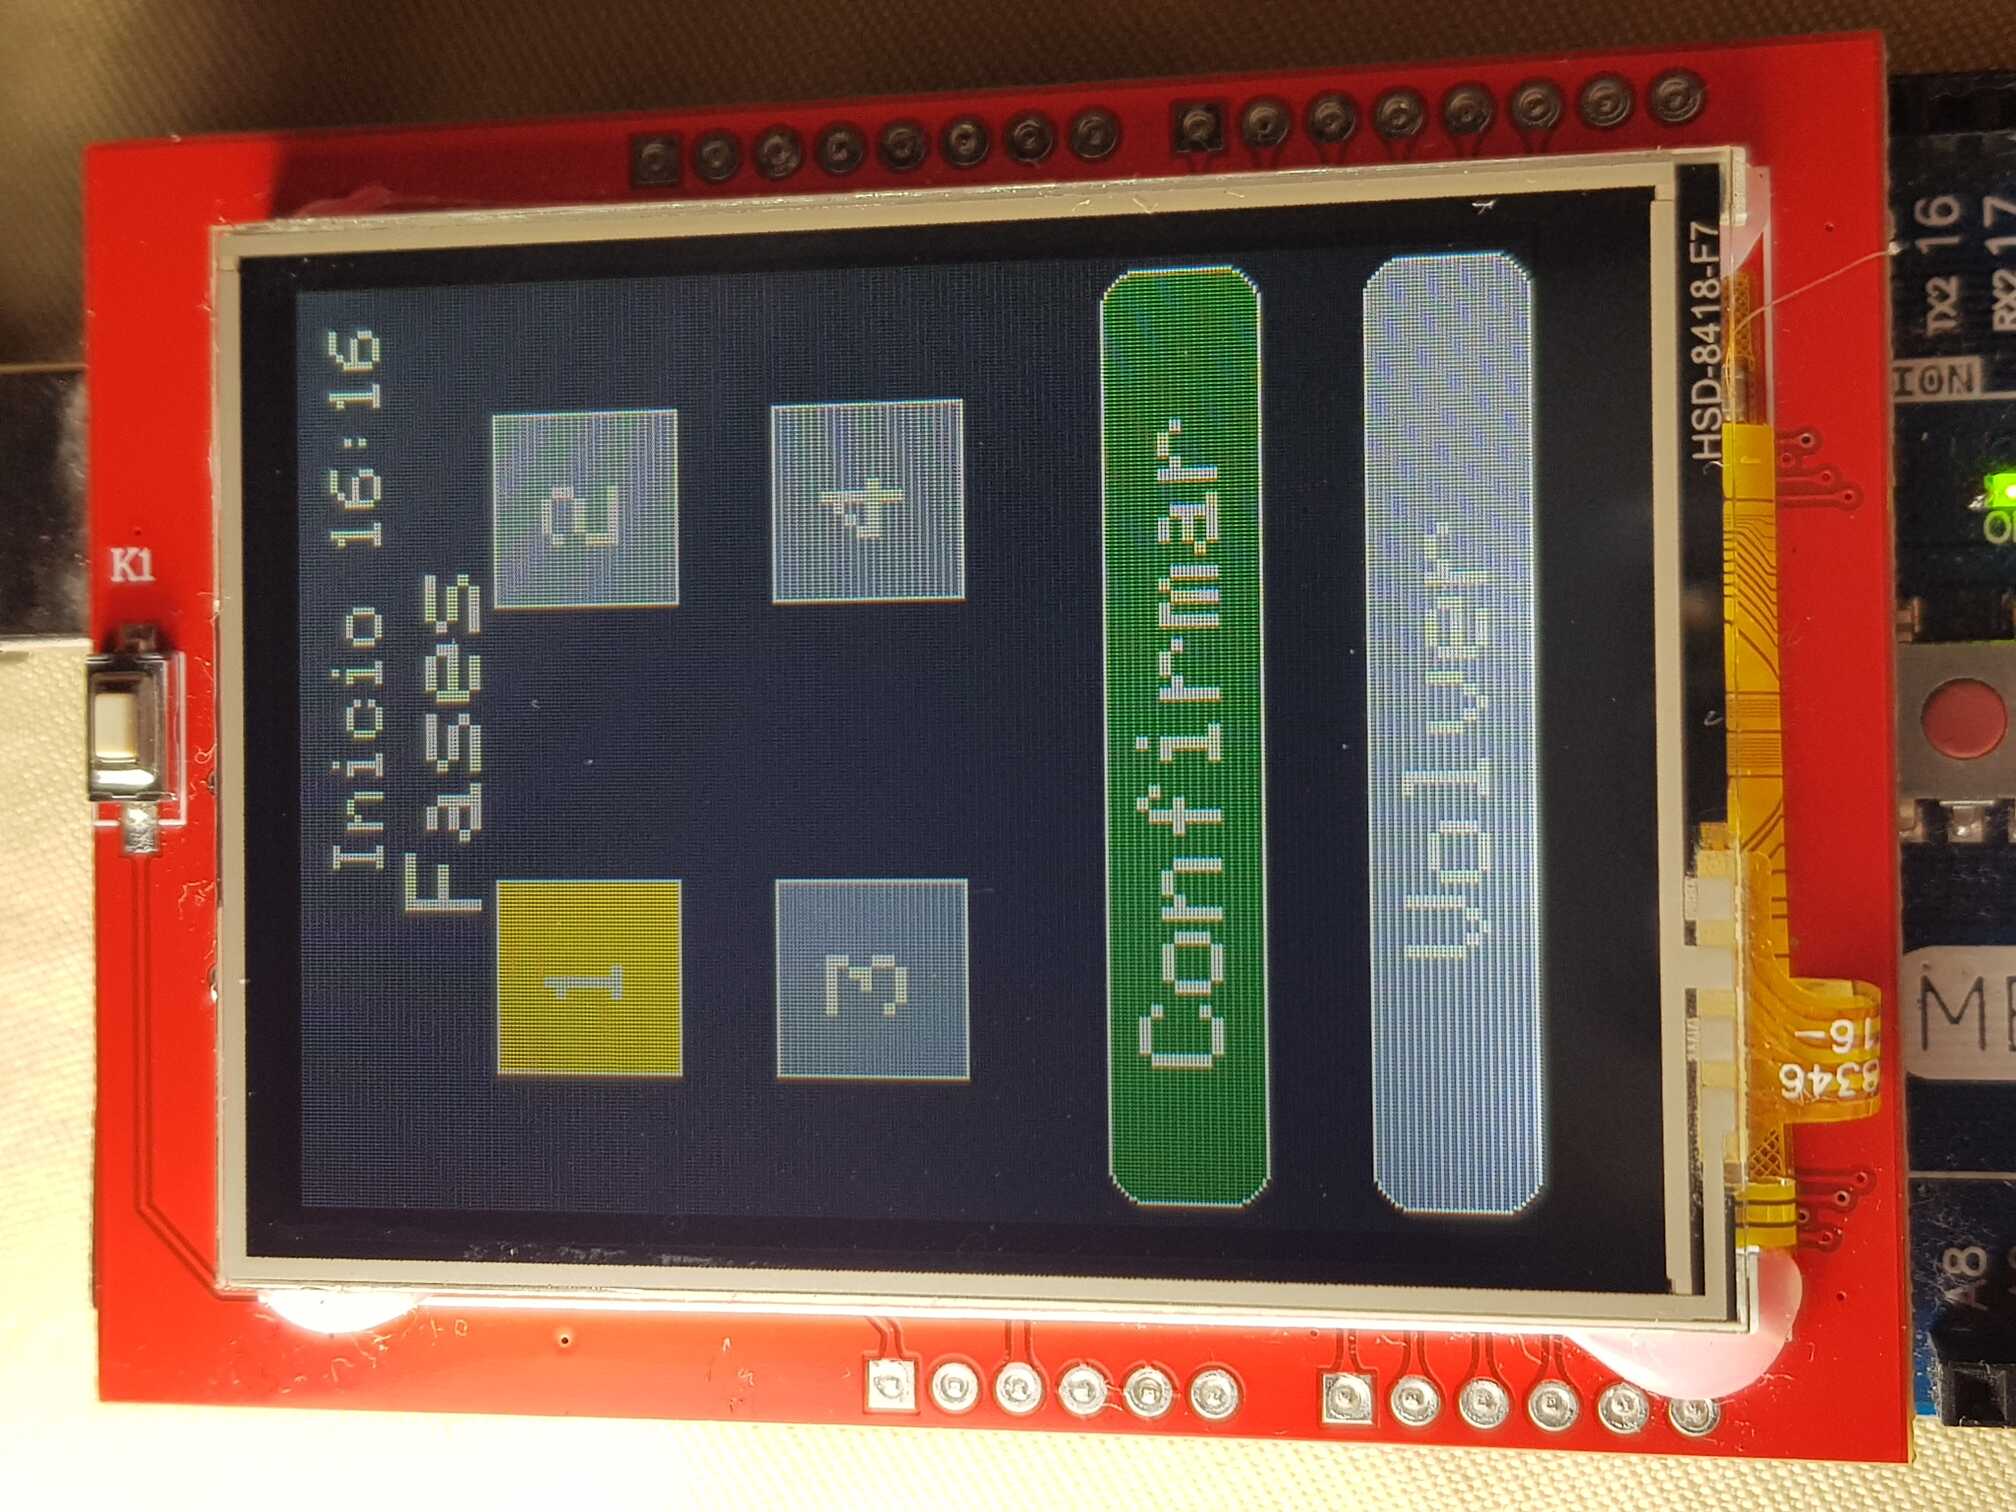 K1
Inicio 16:16
Fases
1 2
3 4
Confirmar
Volver
HSD-8418-F7
8346
16-
A8
TX2 16
RX2 17